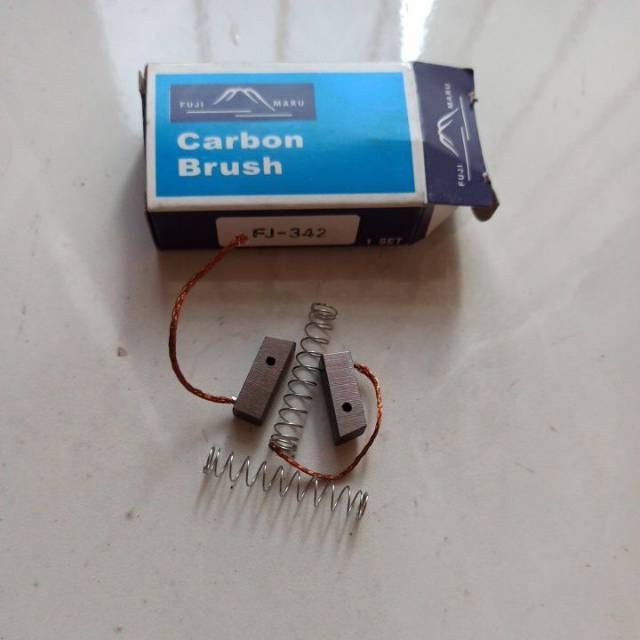 FUJI MARU
Carbon
Brush
FJ-342
1 SET
FUJI MARU